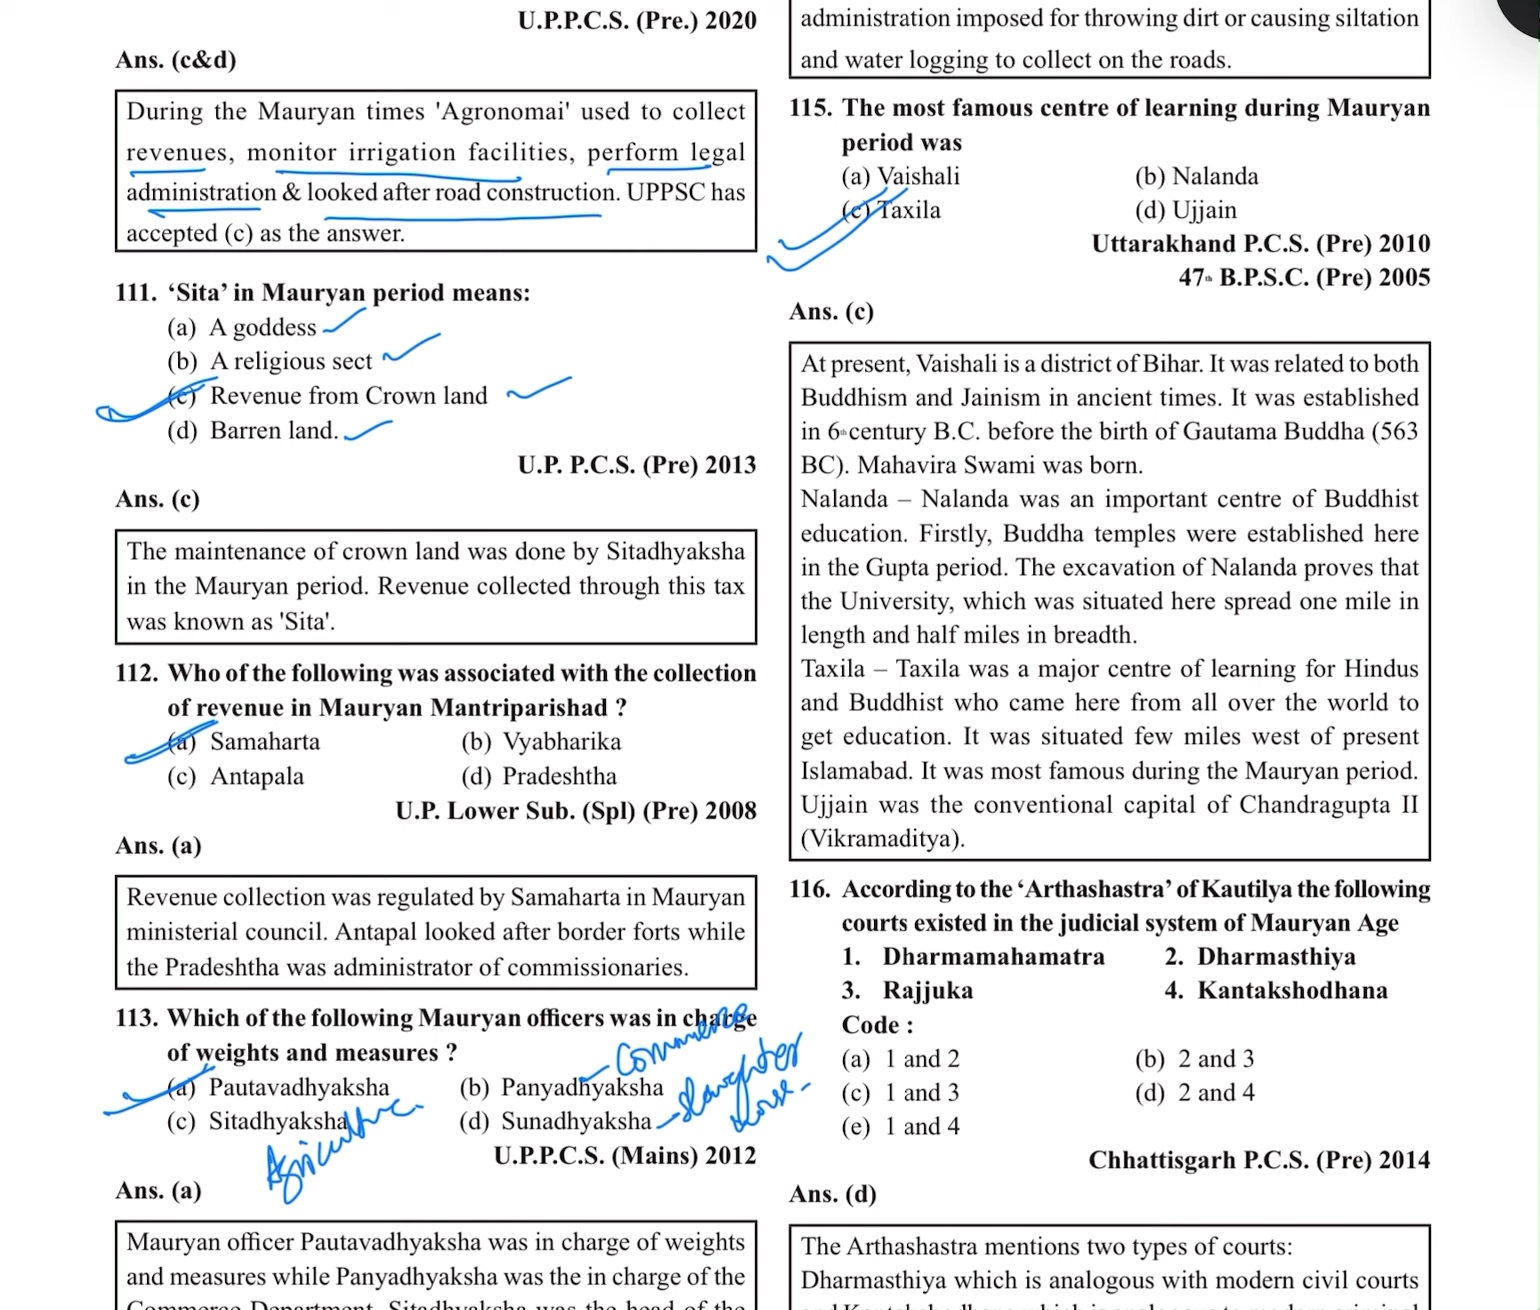 U.P.P.C.S. (Pre.) 2020
Ans. (c&d)
During the Mauryan times 'Agronomai' used to collect
revenues, monitor irrigation facilities, perform legal
administration & looked after road construction. UPPSC has
accepted (c) as the answer.
111. ‘Sita’ in Mauryan period means:
(a) A goddess
(b) A religious sect
(c) Revenue from Crown land
(d) Barren land.
U.P. P.C.S. (Pre) 2013
Ans. (c)
The maintenance of crown land was done by Sitadhyaksha
in the Mauryan period. Revenue collected through this tax
was known as 'Sita'.
112. Who of the following was associated with the collection
of revenue in Mauryan Mantriparishad ?
(a) Samaharta (b) Vyabharika
(c) Antapala (d) Pradeshtha
U.P. Lower Sub. (Spl) (Pre) 2008
Ans. (a)
Revenue collection was regulated by Samaharta in Mauryan
ministerial council. Antapal looked after border forts while
the Pradeshtha was administrator of commissionaries.
113. Which of the following Mauryan officers was in charge
of weights and measures ?
(a) Pautavadhyaksha (b) Panyadhyaksha
Commerce
(c) Sitadhyaksha (d) Sunadhyaksha
Agriculture
Slaughter
House
U.P.P.C.S. (Mains) 2012
Ans. (a)
Mauryan officer Pautavadhyaksha was in charge of weights
and measures while Panyadhyaksha was the in charge of the
Commerce Department. Sitadhyaksha was the head of the
administration imposed for throwing dirt or causing siltation
and water logging to collect on the roads.
115. The most famous centre of learning during Mauryan
period was
(a) Vaishali (b) Nalanda
(c) Taxila (d) Ujjain
Uttarakhand P.C.S. (Pre) 2010
47th B.P.S.C. (Pre) 2005
Ans. (c)
At present, Vaishali is a district of Bihar. It was related to both
Buddhism and Jainism in ancient times. It was established
in 6th century B.C. before the birth of Gautama Buddha (563
BC). Mahavira Swami was born.
Nalanda – Nalanda was an important centre of Buddhist
education. Firstly, Buddha temples were established here
in the Gupta period. The excavation of Nalanda proves that
the University, which was situated here spread one mile in
length and half miles in breadth.
Taxila – Taxila was a major centre of learning for Hindus
and Buddhist who came here from all over the world to
get education. It was situated few miles west of present
Islamabad. It was most famous during the Mauryan period.
Ujjain was the conventional capital of Chandragupta II
(Vikramaditya).
116. According to the ‘Arthashastra’ of Kautilya the following
courts existed in the judicial system of Mauryan Age
1. Dharmamahamatra 2. Dharmasthiya
3. Rajjuka 4. Kantakshodhana
Code :
(a) 1 and 2 (b) 2 and 3
(c) 1 and 3 (d) 2 and 4
(e) 1 and 4
Chhattisgarh P.C.S. (Pre) 2014
Ans. (d)
The Arthashastra mentions two types of courts:
Dharmasthiya which is analogous with modern civil courts